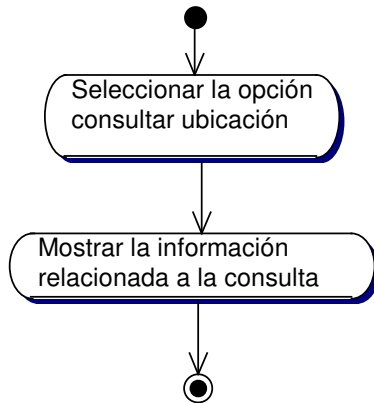 Seleccionar la opción
consultar ubicación
Mostrar la información
relacionada a la consulta